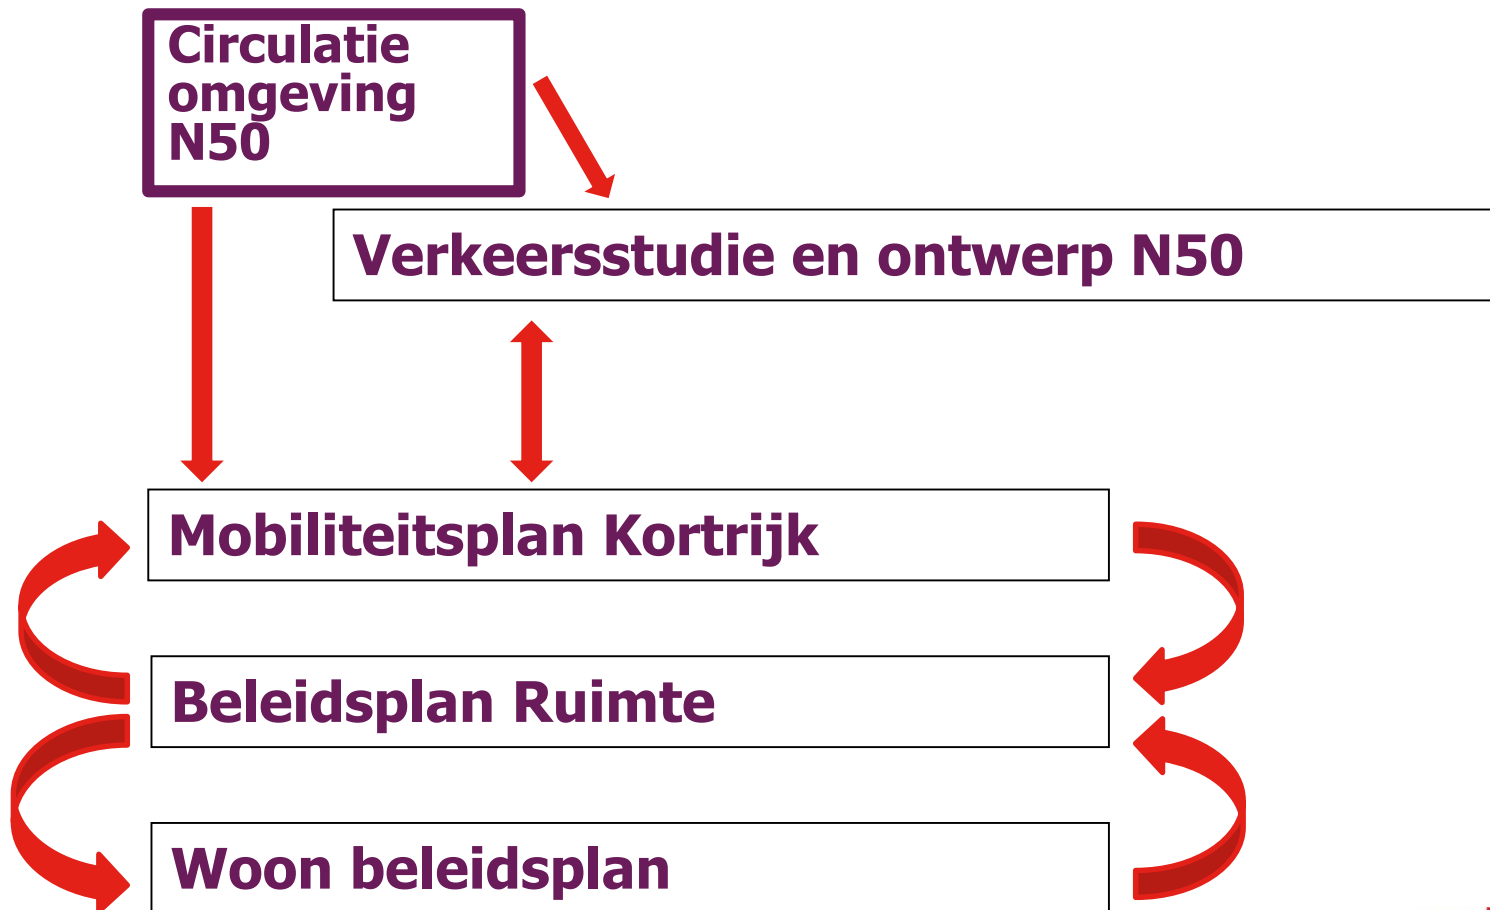 Circulatie
omgeving
N50
Verkeersstudie en ontwerp N50
Mobiliteitsplan Kortrijk
Beleidsplan Ruimte
Woon beleidsplan